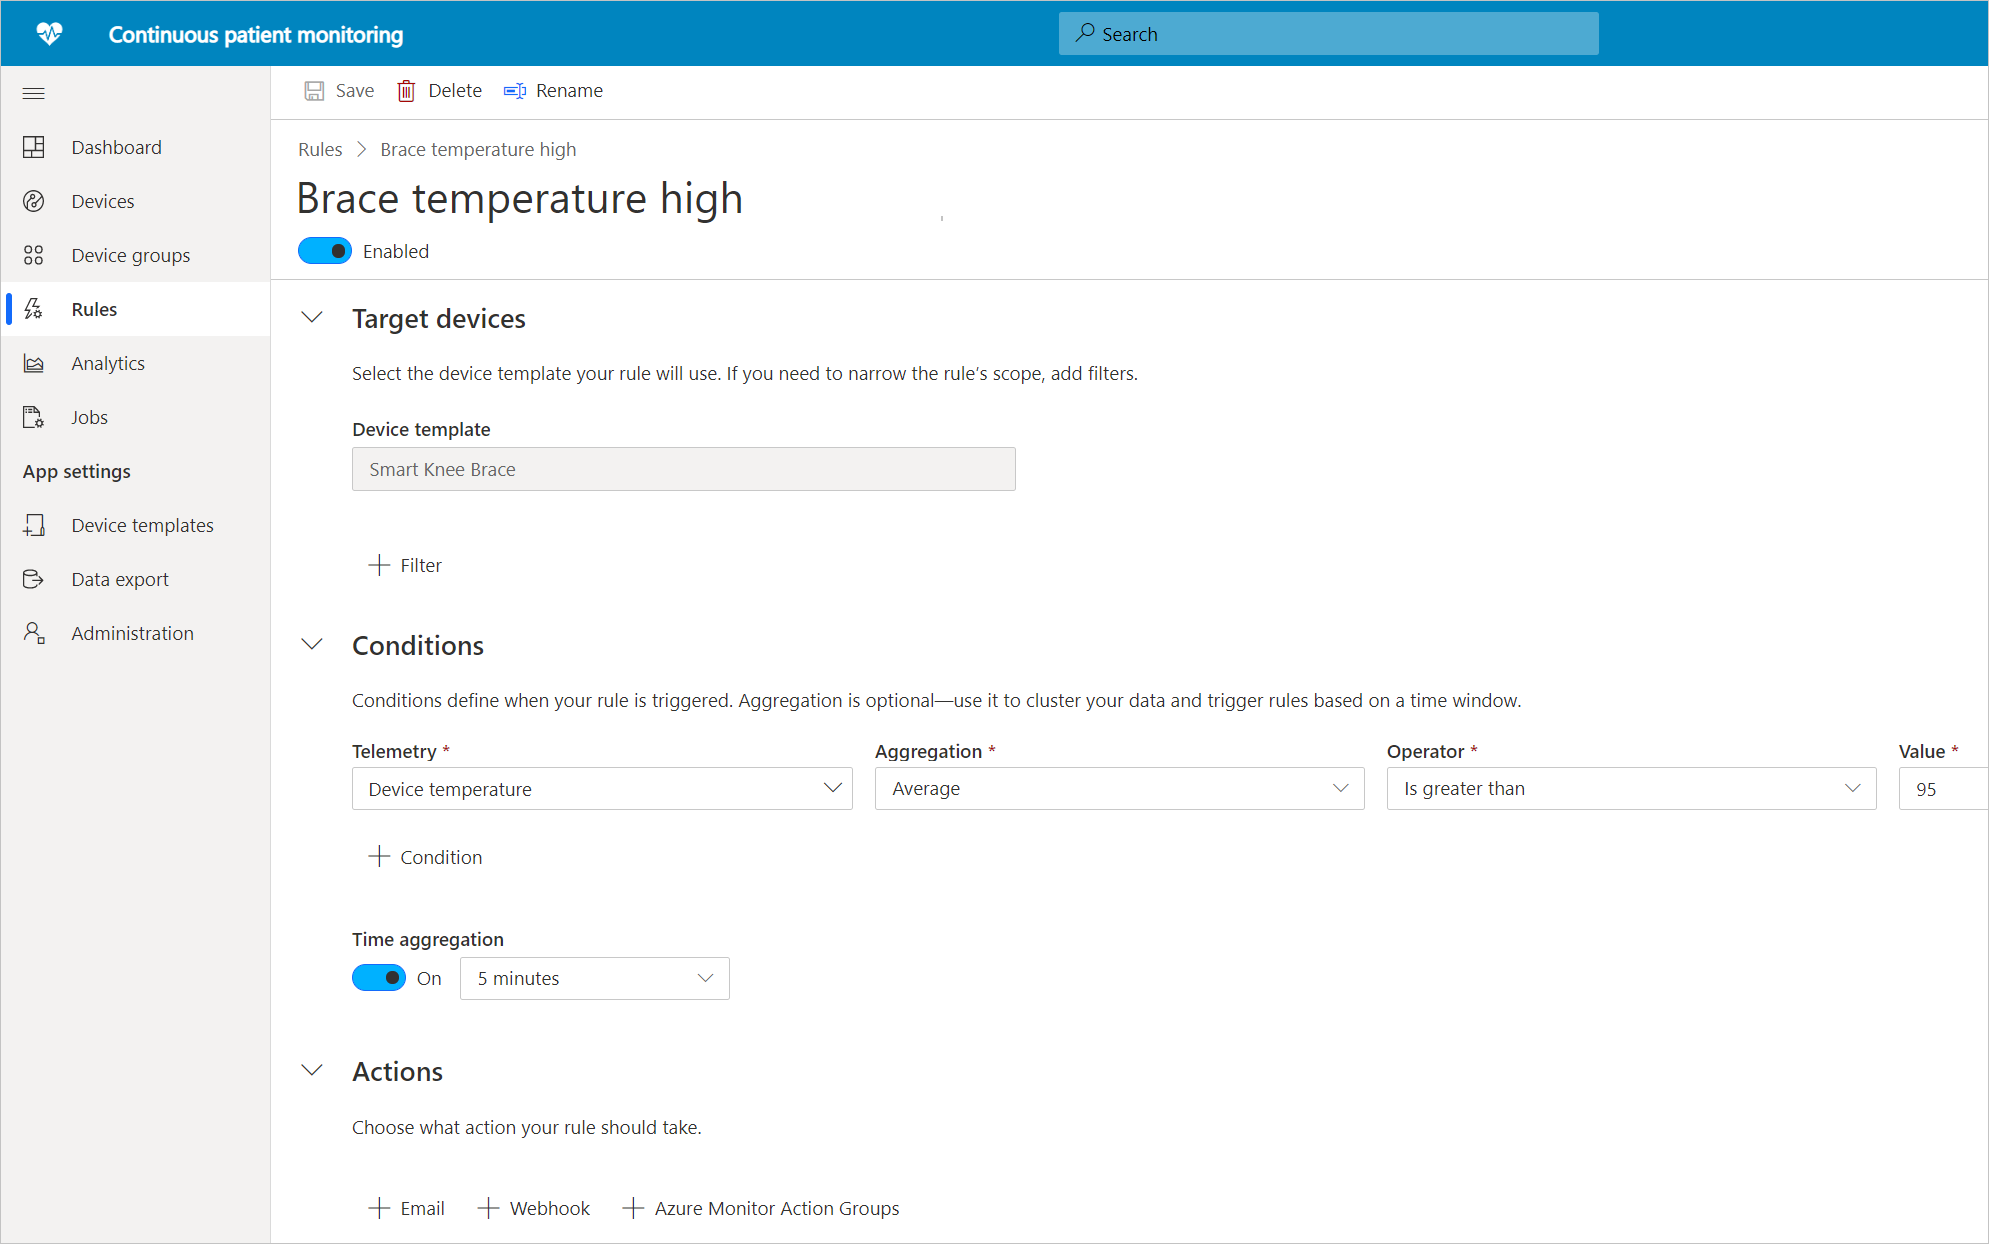 Continuous patient monitoring
Search
Save Delete Rename
Dashboard
Devices
Device groups
Rules
Analytics
Jobs
App settings
Device templates
Data export
Administration
Rules > Brace temperature high
Brace temperature high
Enabled
Target devices
Select the device template your rule will use. If you need to narrow the rule's scope, add filters.
Device template
Smart Knee Brace
Filter
Conditions
Conditions define when your rule is triggered. Aggregation is optional—use it to cluster your data and trigger rules based on a time window.
Telemetry * Aggregation * Operator * Value *
Device temperature Average Is greater than 95
Condition
Time aggregation
On 5 minutes
Actions
Choose what action your rule should take.
Email Webhook Azure Monitor Action Groups